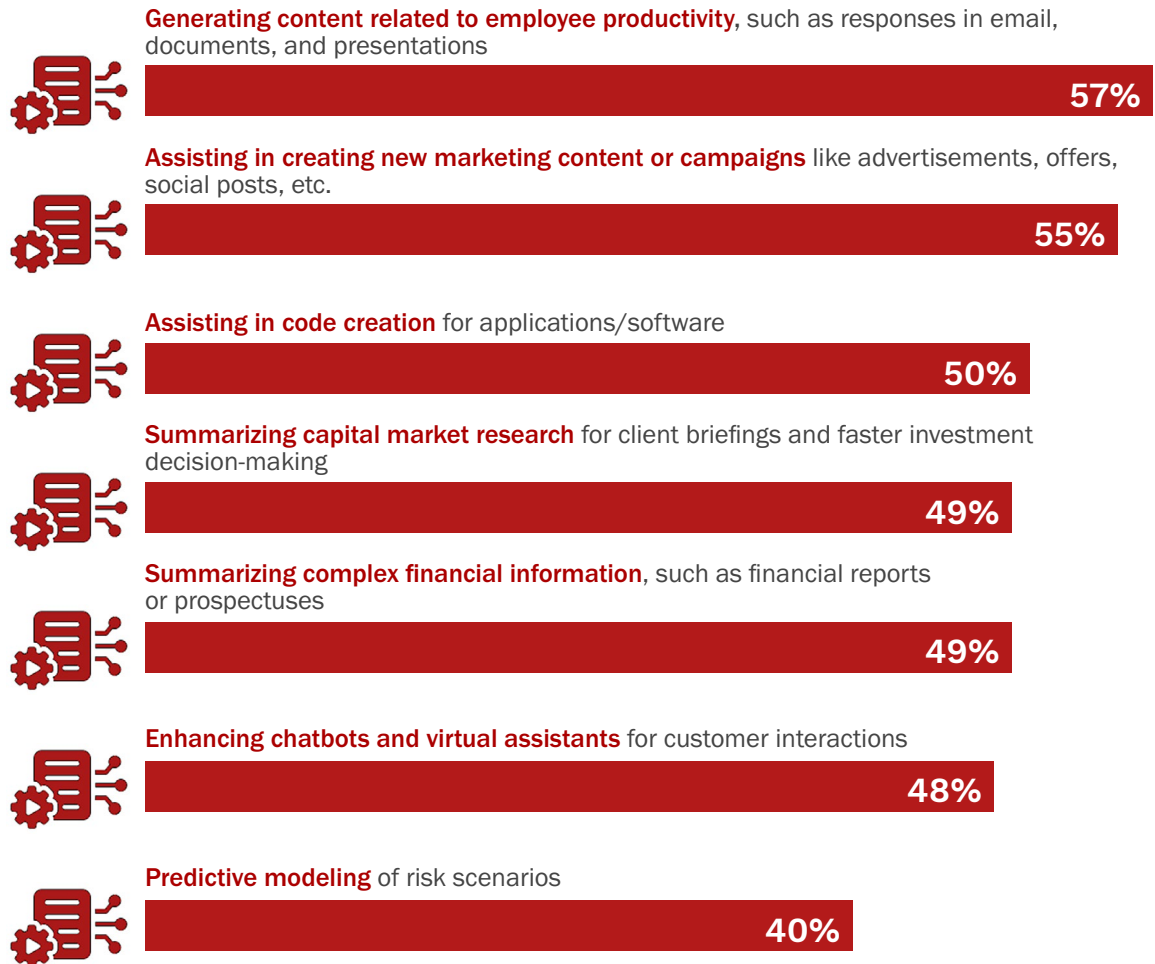 Generating content related to employee productivity, such as responses in email,
documents, and presentations
57%
Assisting in creating new marketing content or campaigns like advertisements, offers,
social posts, etc.
55%
Assisting in code creation for applications/software
50%
Summarizing capital market research for client briefings and faster investment
decision-making
49%
Summarizing complex financial information, such as financial reports
or prospectuses
49%
Enhancing chatbots and virtual assistants for customer interactions
48%
Predictive modeling of risk scenarios
40%